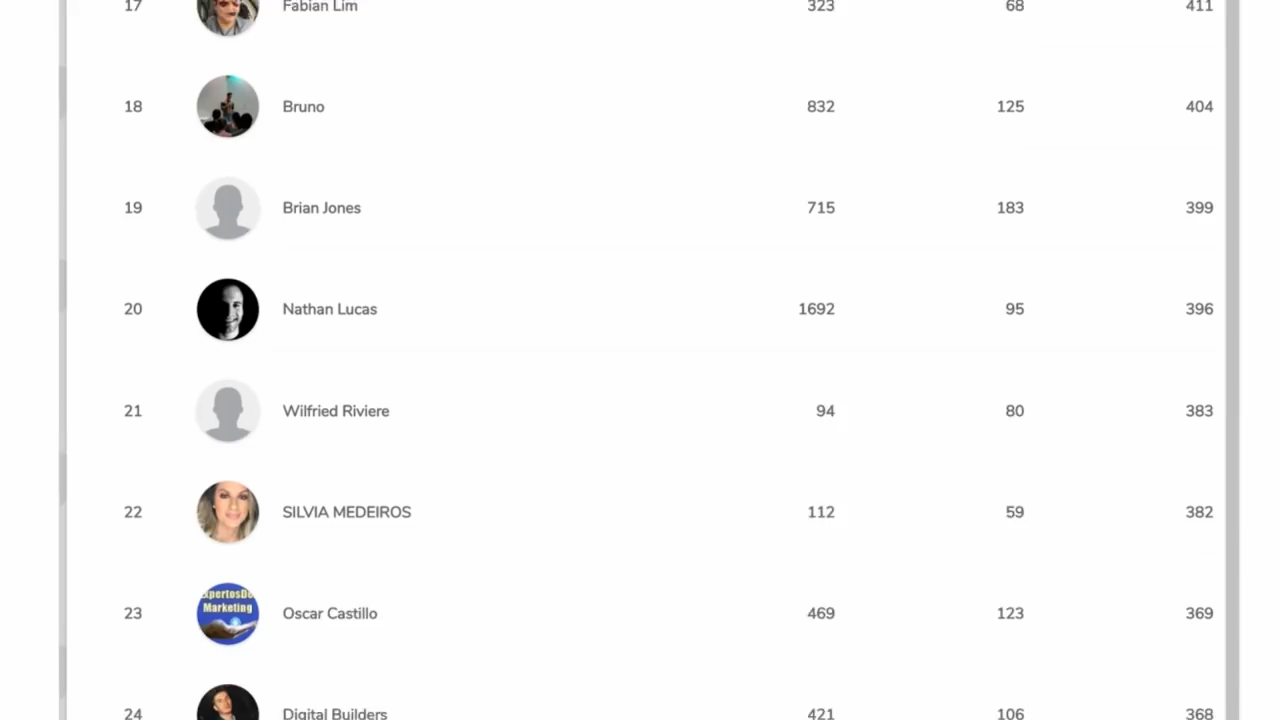 17 Fabian Lim 323 68 411
18 Bruno 832 125 404
19 Brian Jones 715 183 399
20 Nathan Lucas 1692 95 396
21 Wilfried Riviere 94 80 383
22 SILVIA MEDEIROS 112 59 382
xpertosDe
Marketing
23 Oscar Castillo 469 123 369
24 Digital Builders 421 106 368